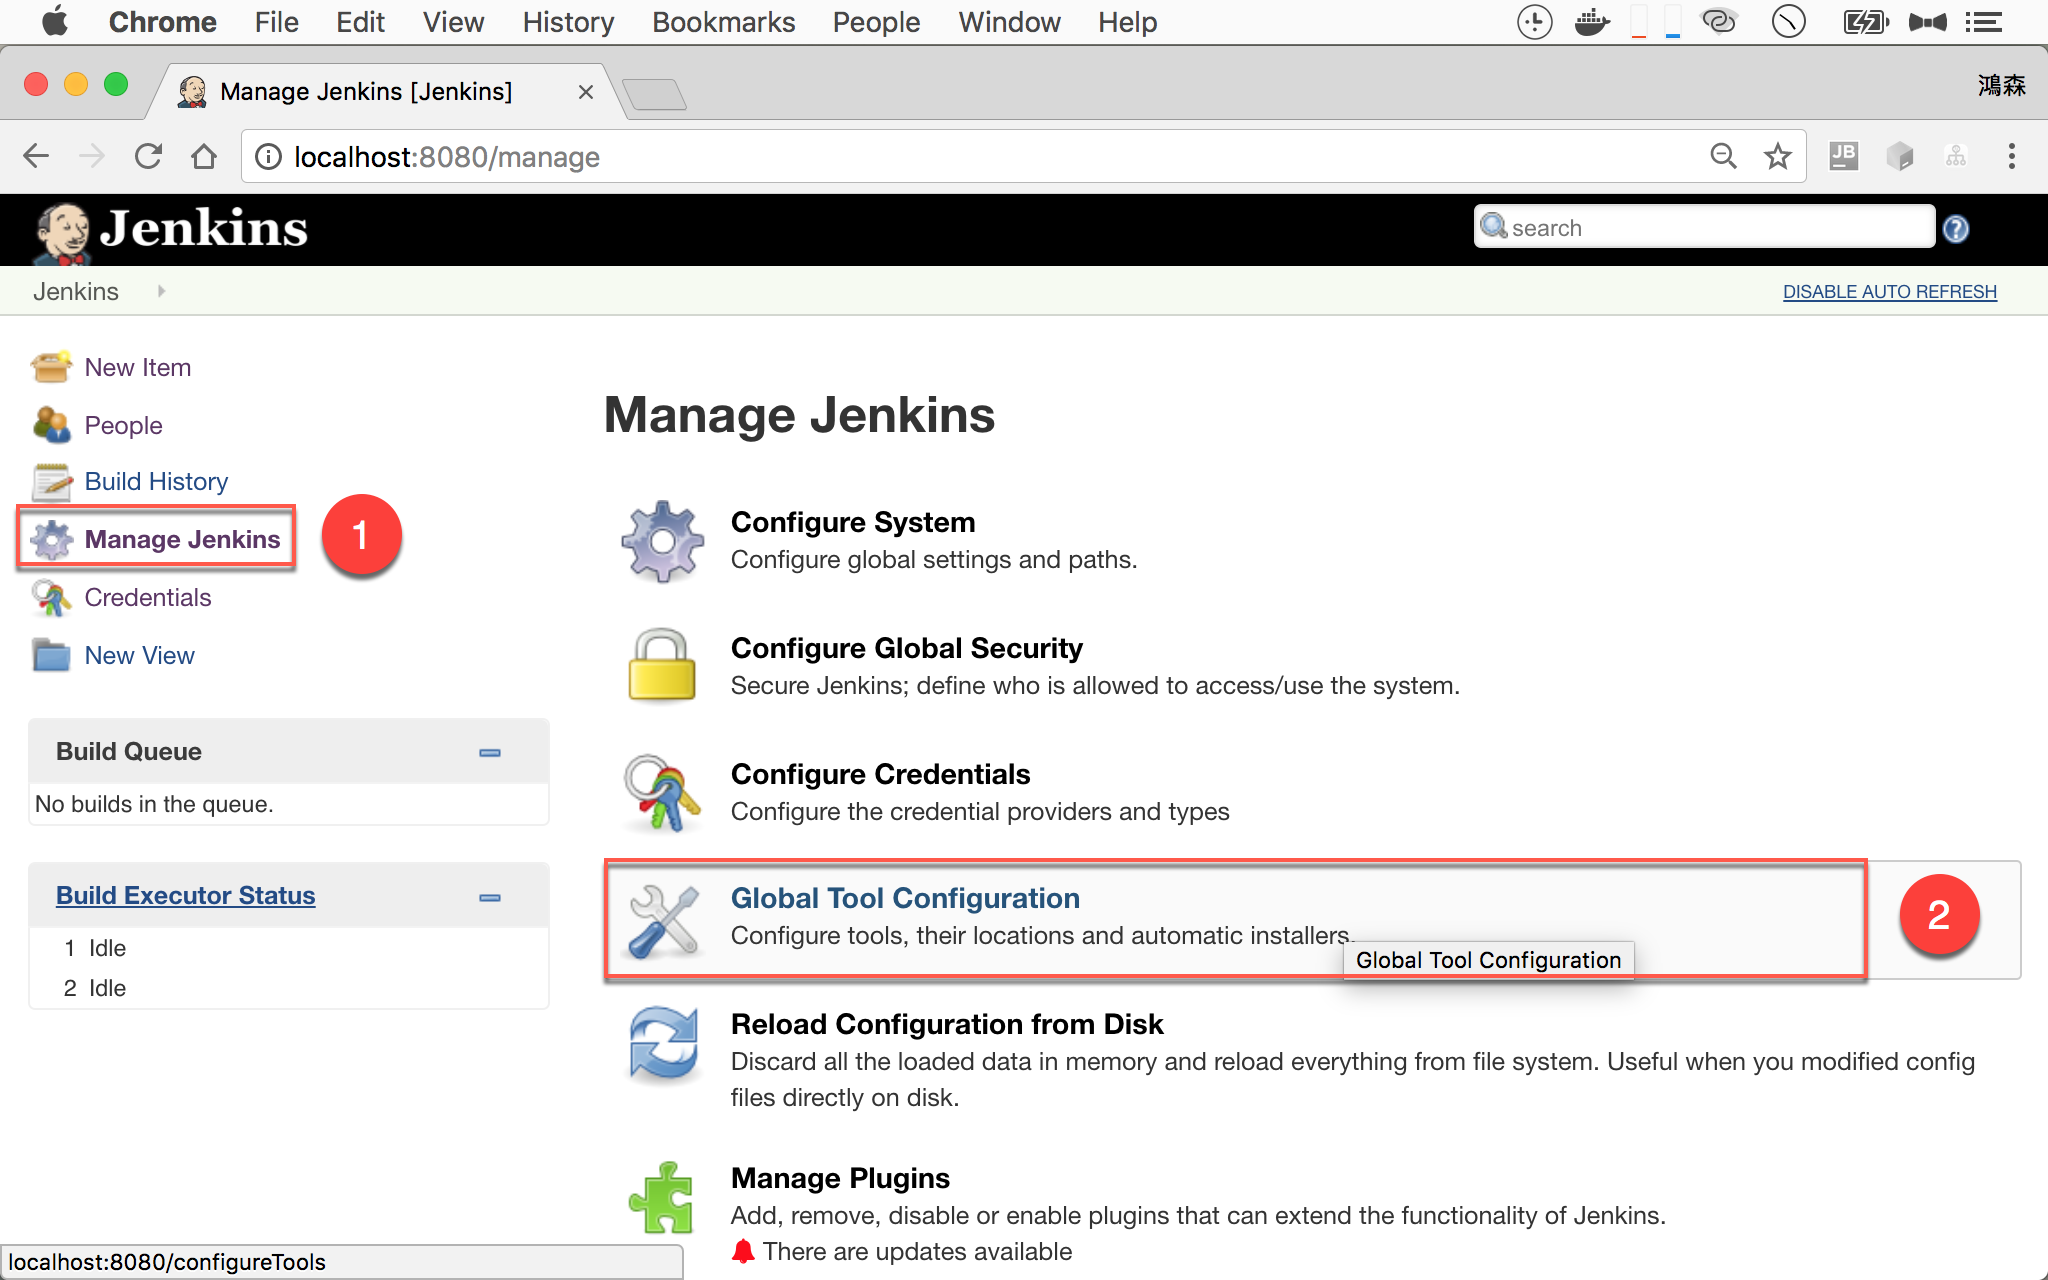 Chrome File Edit View History Bookmarks People Window Help
Manage Jenkins [Jenkins]
鴻森
localhost:8080/manage
JB
Jenkins
search
?
Jenkins
DISABLE AUTO REFRESH
New Item
People
Build History
Manage Jenkins
1
Credentials
New View
Build Queue
No builds in the queue.
Build Executor Status
1 Idle
2 Idle
Manage Jenkins
Configure System
Configure global settings and paths.
Configure Global Security
Secure Jenkins; define who is allowed to access/use the system.
Configure Credentials
Configure the credential providers and types
Global Tool Configuration
Configure tools, their locations and automatic installers.
Global Tool Configuration
2
Reload Configuration from Disk
Discard all the loaded data in memory and reload everything from file system. Useful when you modified config
files directly on disk.
Manage Plugins
Add, remove, disable or enable plugins that can extend the functionality of Jenkins.
There are updates available
localhost:8080/configureTools